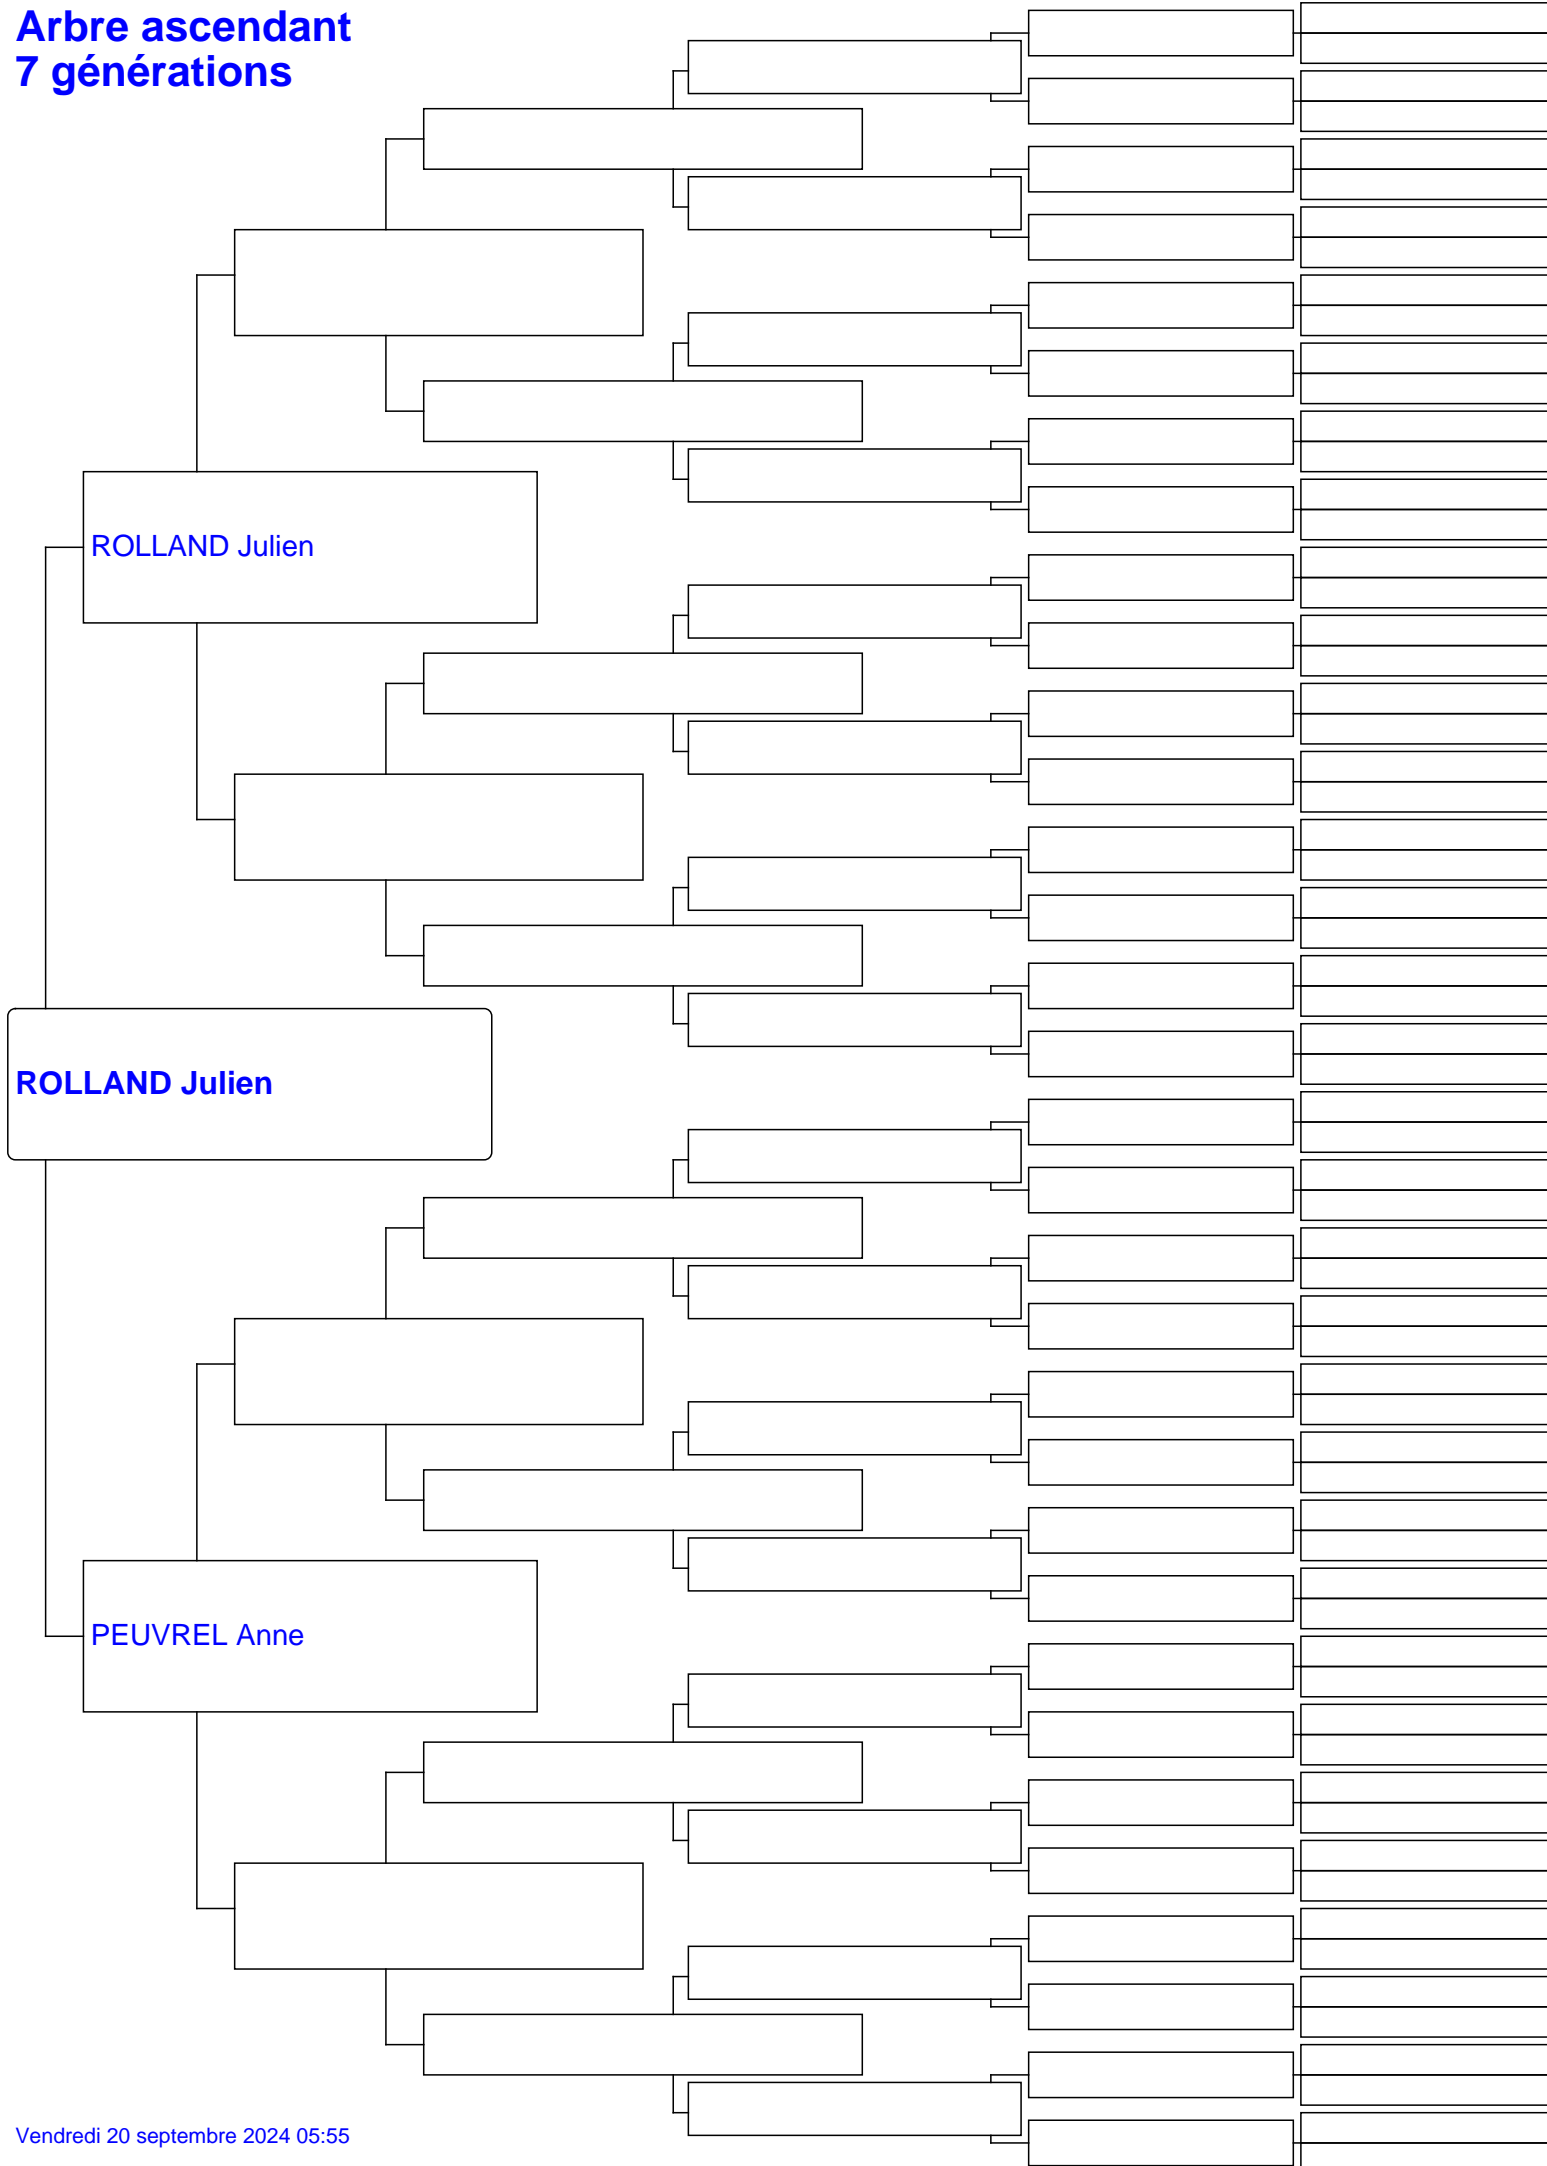 Arbre ascendant
7 générations
ROLLAND Julien
ROLLAND Julien
PEUVREL Anne
Vendredi 20 septembre 2024 05:55